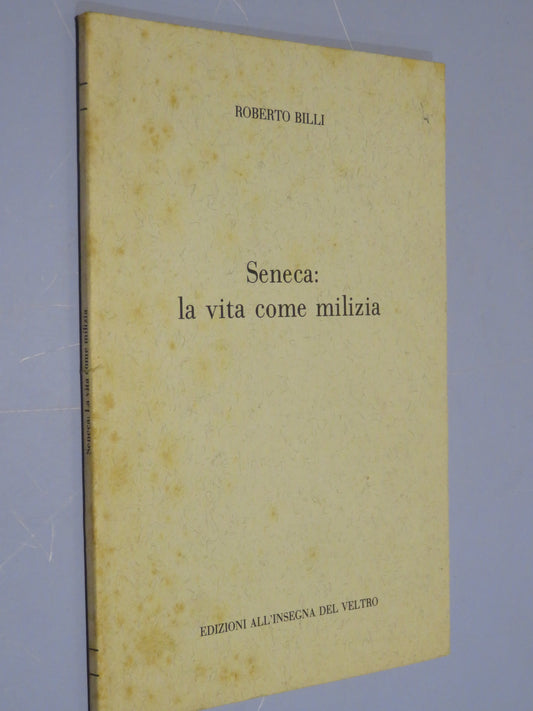 ROBERTO BILLI
Seneca:
la vita come milizia
EDIZIONI ALL'INSEGNA DEL VELTRO
Seneca: La vita come milizia